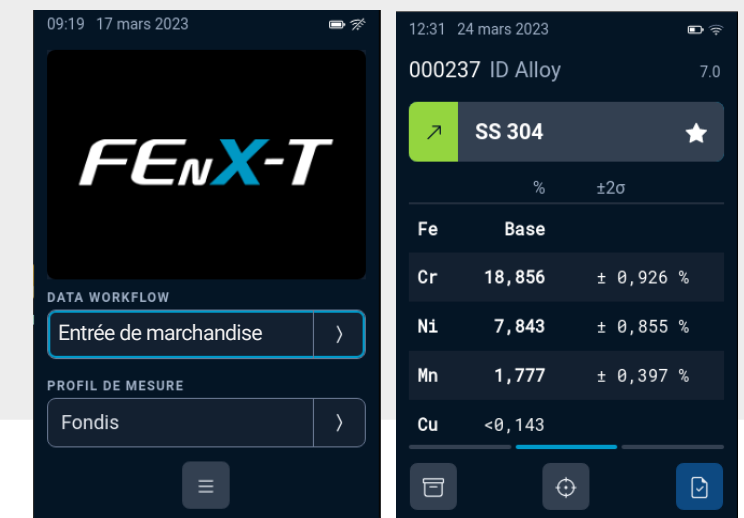 09:19 17 mars 2023
FENX-T
DATA WORKFLOW
Entrée de marchandise
PROFIL DE MESURE
Fondis
12:31 24 mars 2023
000237 ID Alloy 7.0
SS 304
% ±2σ
Fe Base
Cr 18,856 ± 0,926 %
Ni 7,843 ± 0,855 %
Mn 1,777 ± 0,397 %
Cu <0,143